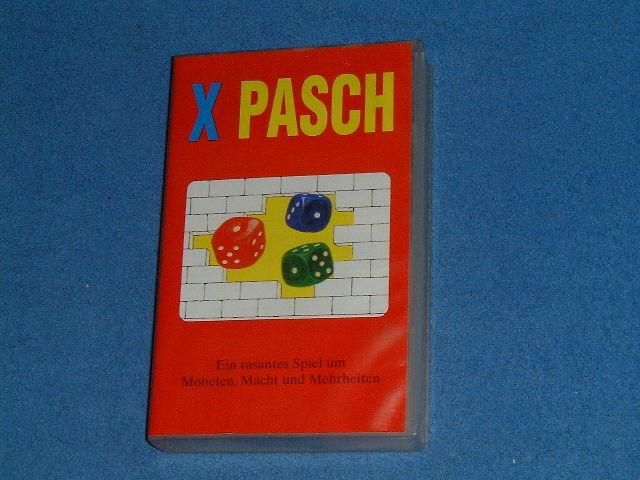 X PASCH
Ein rasantes Spiel um
Moneten, Macht und Mehrheiten